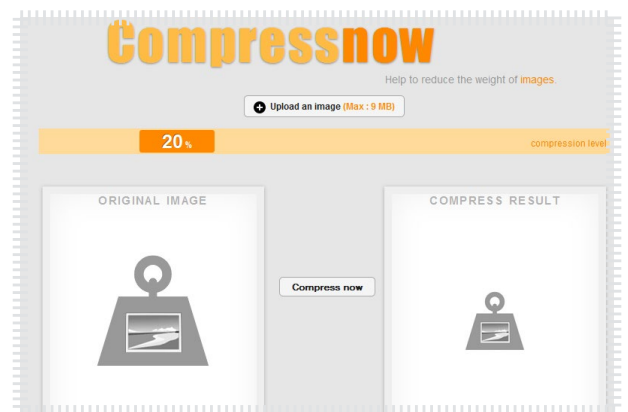 Compressnow
Help to reduce the weight of images.
Upload an image (Max : 9 MB)
20 %
compression level
ORIGINAL IMAGE
COMPRESS RESULT
Compress now